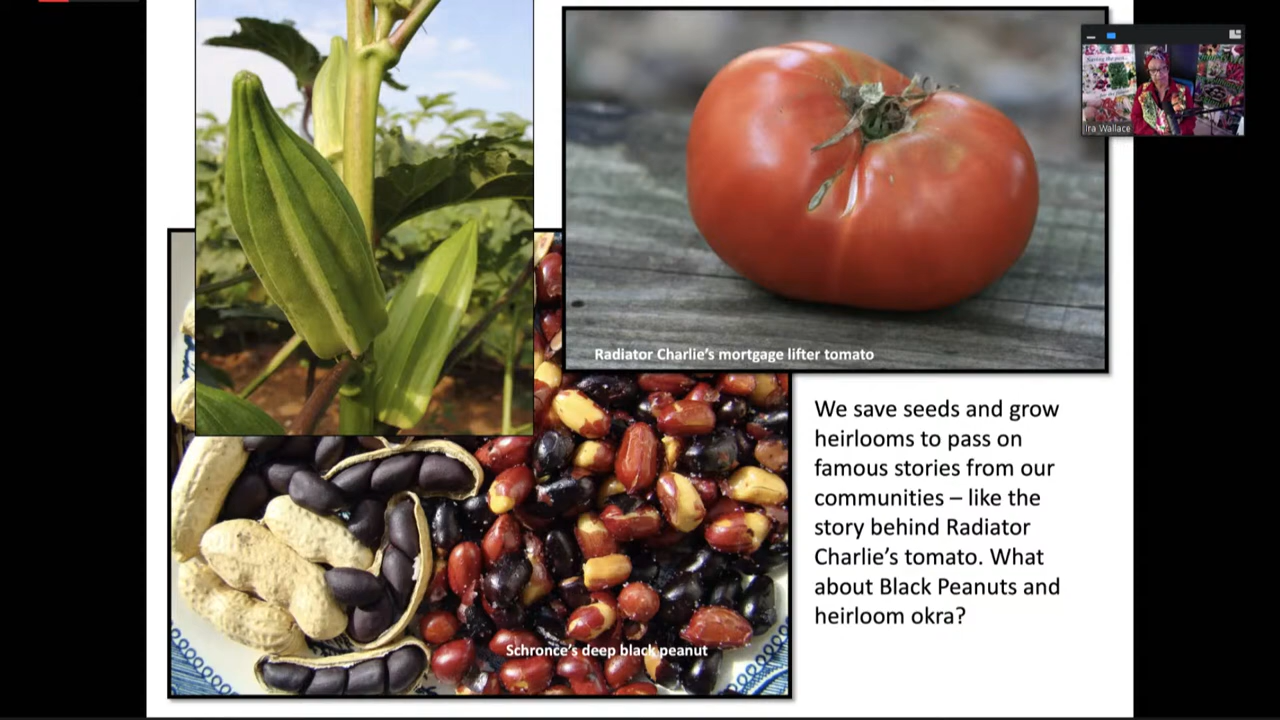 Radiator Charlie's mortgage lifter tomato
Ira Wallace
We save seeds and grow
heirlooms to pass on
famous stories from our
communities – like the
story behind Radiator
Charlie's tomato. What
about Black Peanuts and
heirloom okra?
Schronce's deep black peanut